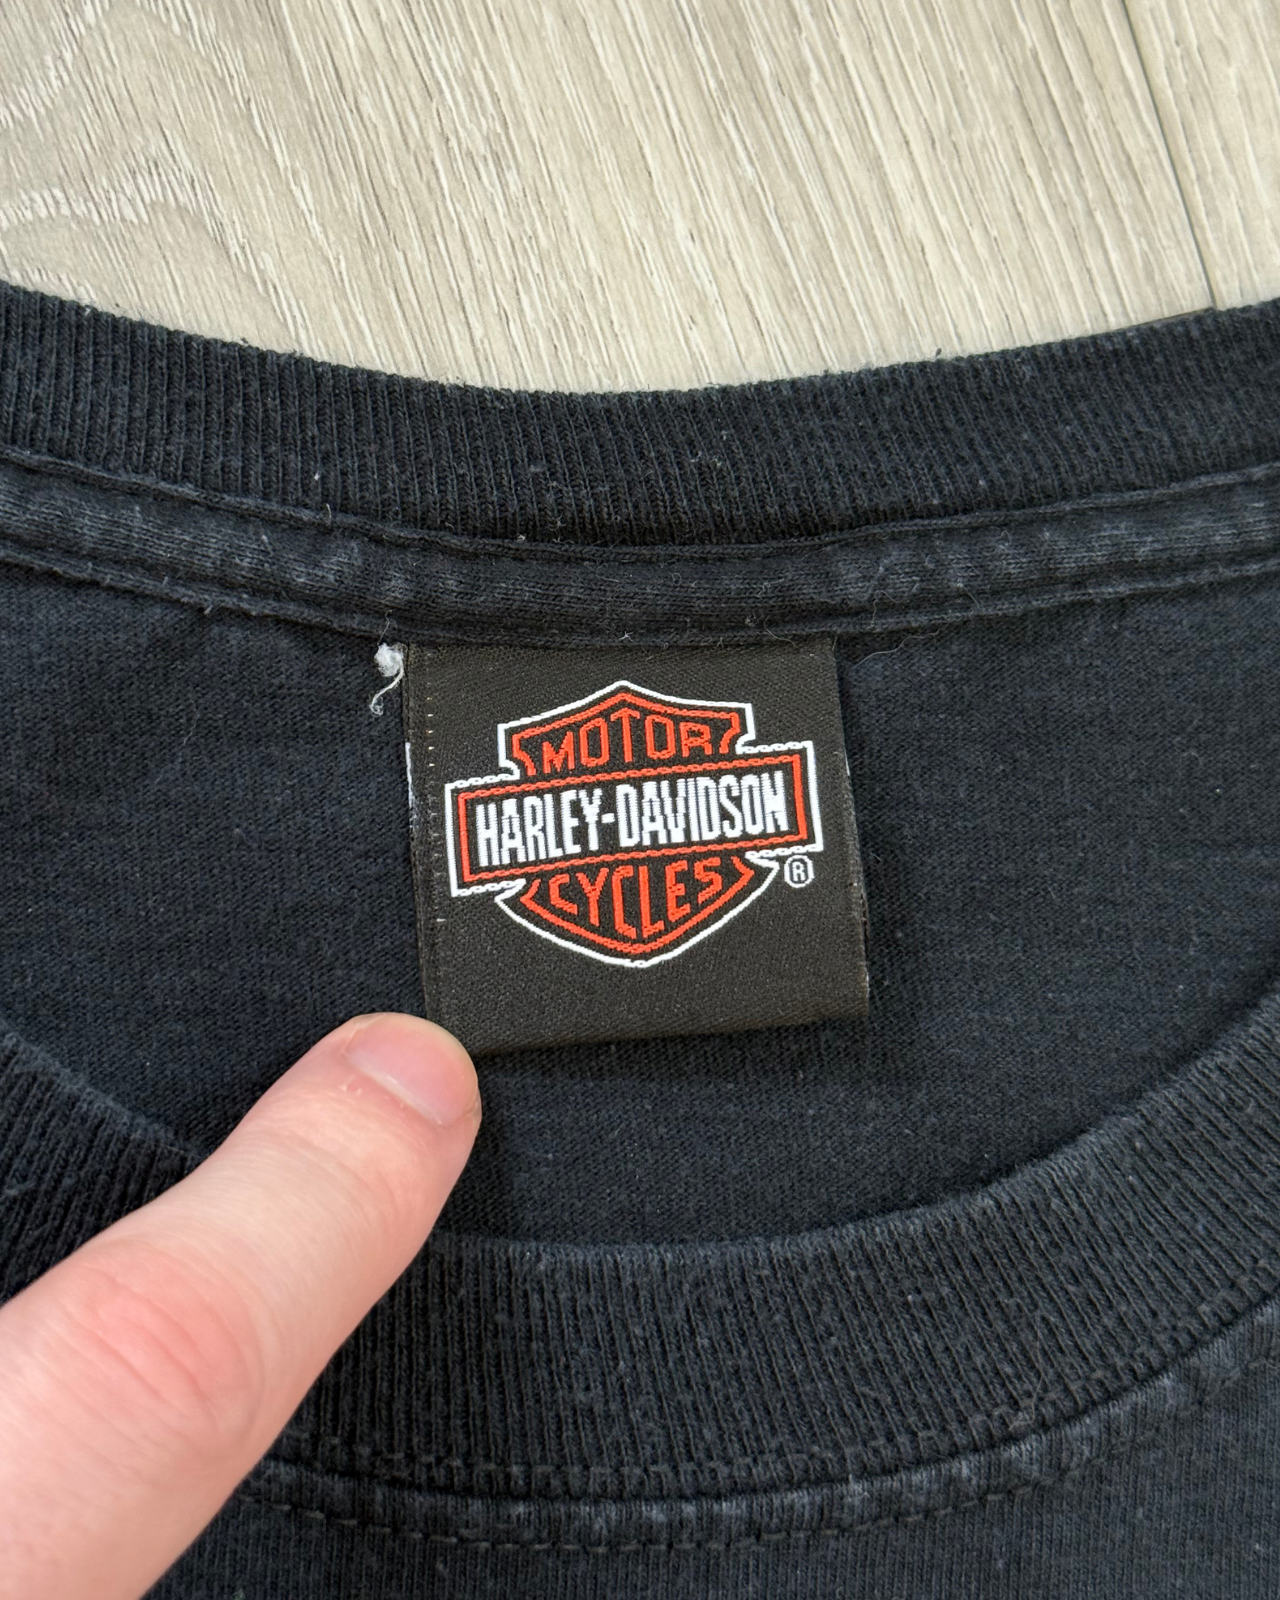 MOTOR
HARLEY-DAVIDSON
CYCLES
®